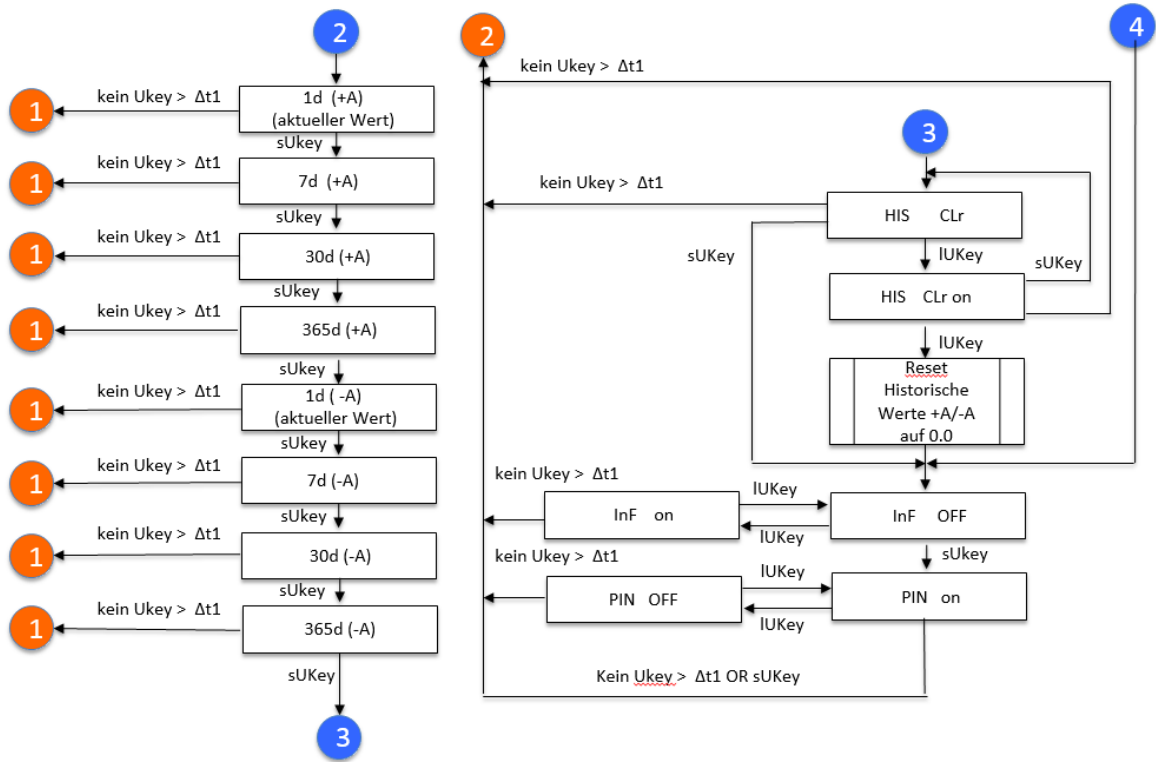 2
kein Ukey > Δt1
1
1d (+A)
(aktueller Wert)
sUkey
kein Ukey > Δt1
1
7d (+A)
sUkey
kein Ukey > Δt1
1
30d (+A)
sUkey
kein Ukey > Δt1
1
365d (+A)
sUkey
kein Ukey > Δt1
1
1d ( -A)
(aktueller Wert)
sUkey
kein Ukey > Δt1
1
7d (-A)
sUkey
kein Ukey > Δt1
1
30d (-A)
sUkey
kein Ukey > Δt1
1
365d (-A)
sUKey
3
2
4
kein Ukey > Δt1
3
kein Ukey > Δt1
HIS CLr
sUKey
lUKey
sUKey
HIS CLr on
lUKey
Reset
Historische
Werte +A/-A
auf 0.0
kein Ukey > Δt1
InF on
lUKey
lUKey
InF OFF
sUkey
kein Ukey > Δt1
PIN OFF
lUKey
lUKey
PIN on
Kein Ukey > Δt1 OR sUKey